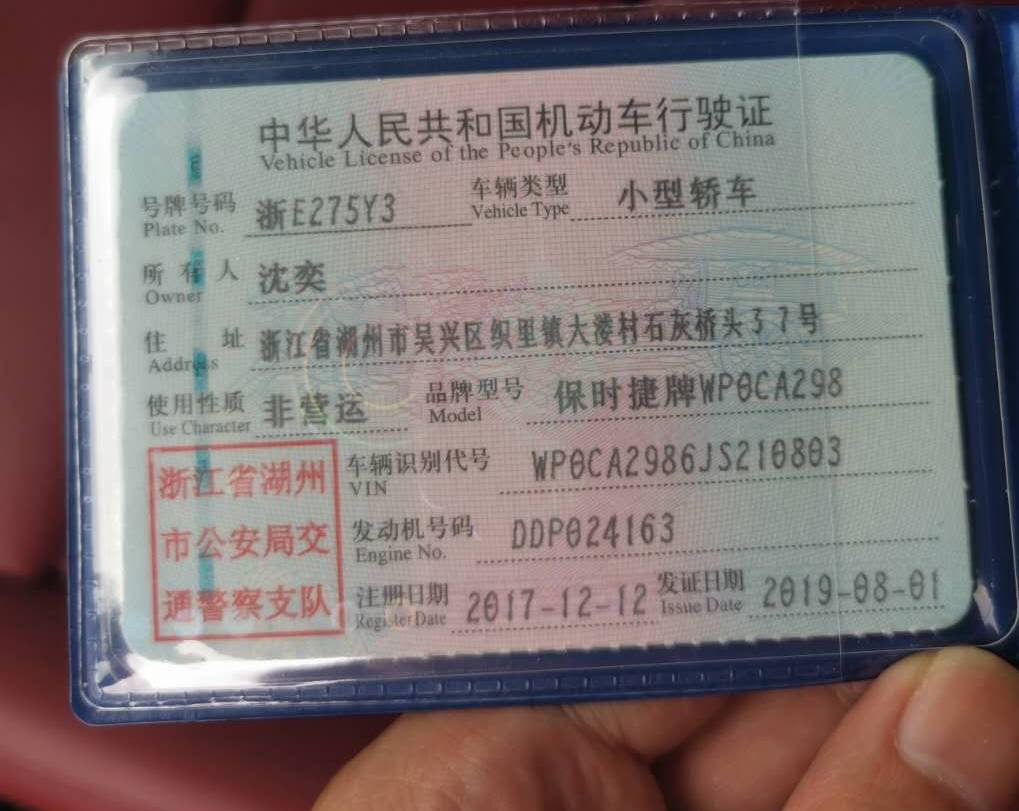 中华人民共和国机动车行驶证
Vehicle License of the People's Republic of China
号牌号码 浙E275Y3 车辆类型 小型轿车
Plate No. Vehicle Type
所有人 沈奕
Owner
住址 浙江省湖州市吴兴区织里镇大溇村石灰桥头37号
Address
使用性质 非营运 品牌型号 保时捷牌WP0CA298
Use Character Model
浙江省湖州 车辆识别代号 WP0CA2986JS210803
VIN
市公安局交 发动机号码 DDP024163
Engine No.
通警察支队 注册日期 2017-12-12 发证日期 2019-08-01
Register Date Issue Date